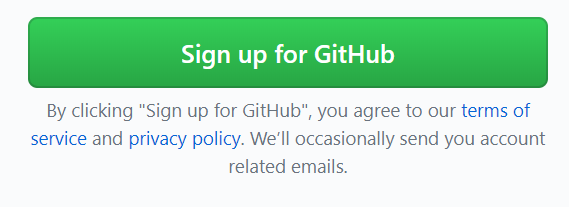 Sign up for GitHub
By clicking "Sign up for GitHub", you agree to our terms of
service and privacy policy. We’ll occasionally send you account
related emails.